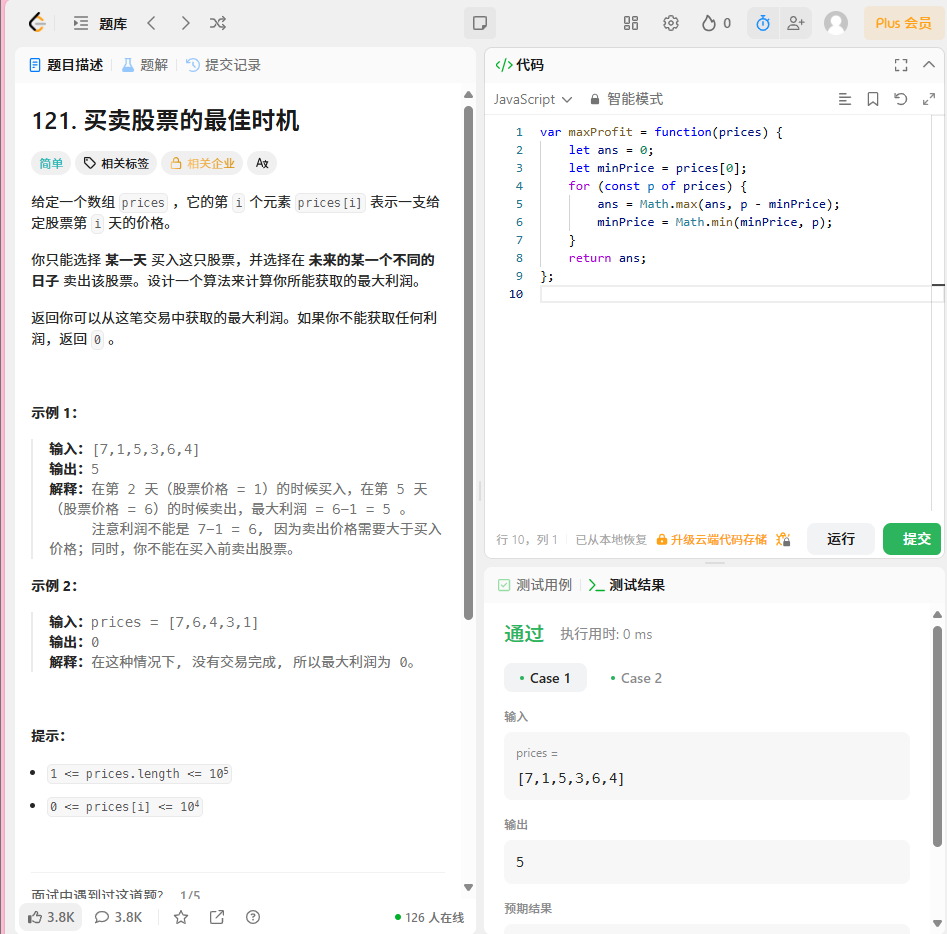 题库
0
Plus 会员
题目描述
题解
提交记录
121. 买卖股票的最佳时机
简单
相关标签
相关企业
给定一个数组 prices ，它的第 i 个元素 prices[i] 表示一支给
定股票第 i 天的价格。
你只能选择 某一天 买入这只股票，并选择在 未来的某一个不同的
日子 卖出该股票。设计一个算法来计算你所能获取的最大利润。
返回你可以从这笔交易中获取的最大利润。如果你不能获取任何利
润，返回 0 。
示例 1：
输入：[7,1,5,3,6,4]
输出：5
解释：在第 2 天（股票价格 = 1）的时候买入，在第 5 天
（股票价格 = 6）的时候卖出，最大利润 = 6-1 = 5 。
注意利润不能是 7-1 = 6, 因为卖出价格需要大于买入
价格；同时，你不能在买入前卖出股票。
示例 2：
输入：prices = [7,6,4,3,1]
输出：0
解释：在这种情况下, 没有交易完成, 所以最大利润为 0。
提示：
1 <= prices.length <= 10⁵
0 <= prices[i] <= 10⁴
面试中遇到过这道题? 1/5
3.8K
3.8K
126 人在线
</> 代码
JavaScript
智能模式
1 var maxProfit = function(prices) {
2 let ans = 0;
3 let minPrice = prices[0];
4 for (const p of prices) {
5 ans = Math.max(ans, p - minPrice);
6 minPrice = Math.min(minPrice, p);
7 }
8 return ans;
9 };
10
行 10，列 1
已从本地恢复
升级云端代码存储
运行
提交
测试用例
测试结果
通过 执行用时: 0 ms
Case 1
Case 2
输入
prices =
[7,1,5,3,6,4]
输出
5
预期结果